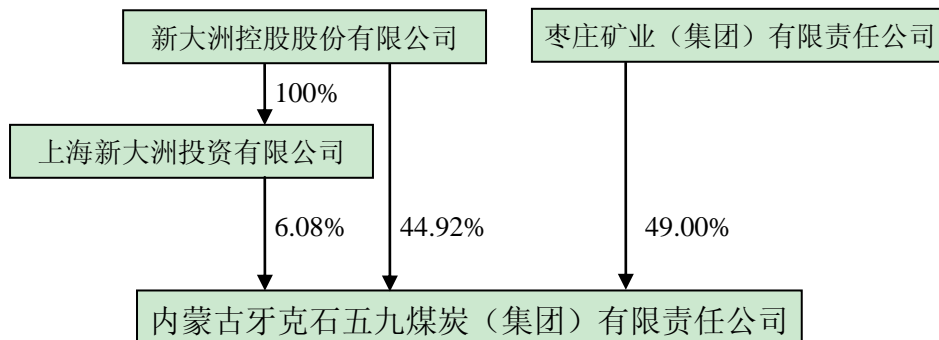 新大洲控股股份有限公司
枣庄矿业（集团）有限责任公司
100%
上海新大洲投资有限公司
6.08%
44.92%
49.00%
内蒙古牙克石五九煤炭（集团）有限责任公司